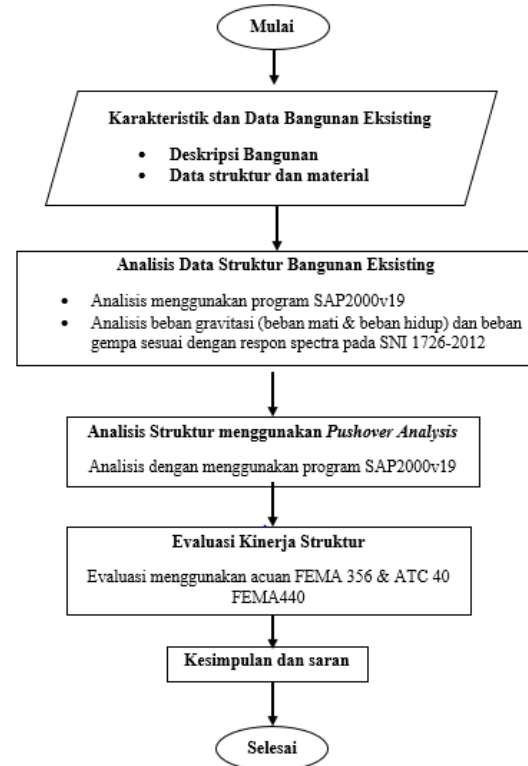 Mulai
Karakteristik dan Data Bangunan Eksisting
• Deskripsi Bangunan
• Data struktur dan material
Analisis Data Struktur Bangunan Eksisting
• Analisis menggunakan program SAP2000v19
• Analisis beban gravitasi (beban mati & beban hidup) dan beban
gempa sesuai dengan respon spectra pada SNI 1726-2012
Analisis Struktur menggunakan Pushover Analysis
Analisis dengan menggunakan program SAP2000v19
Evaluasi Kinerja Struktur
Evaluasi menggunakan acuan FEMA 356 & ATC 40
FEMA440
Kesimpulan dan saran
Selesai